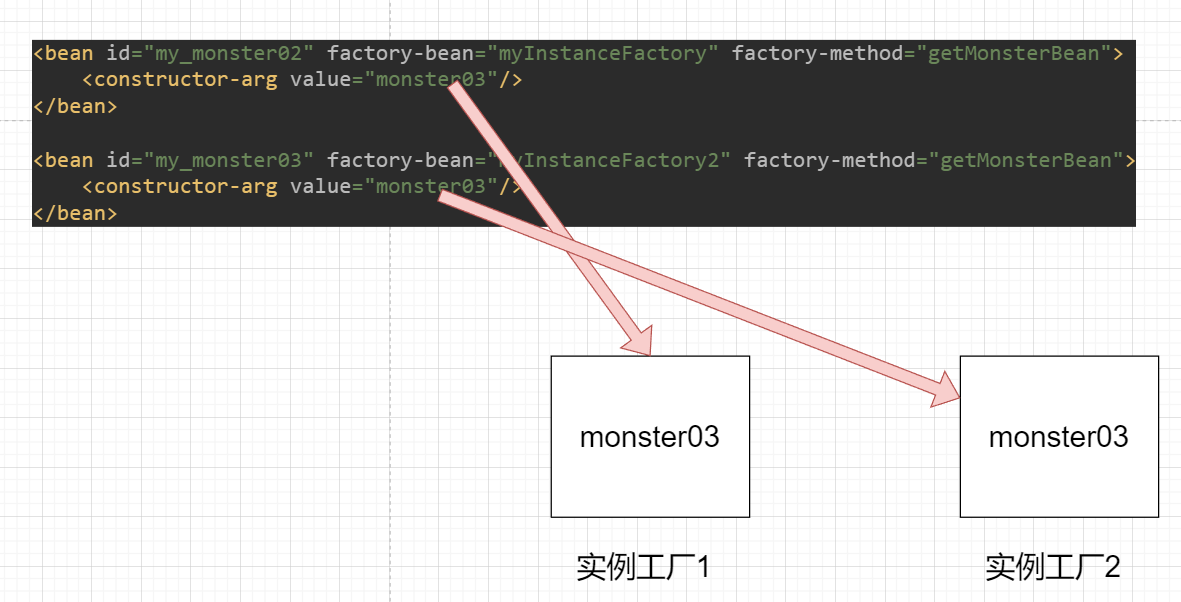 <bean id="my_monster02" factory-bean="myInstanceFactory" factory-method="getMonsterBean">
    <constructor-arg value="monster03"/>
</bean>
<bean id="my_monster03" factory-bean="myInstanceFactory2" factory-method="getMonsterBean">
    <constructor-arg value="monster03"/>
</bean>
monster03
monster03
实例工厂1
实例工厂2